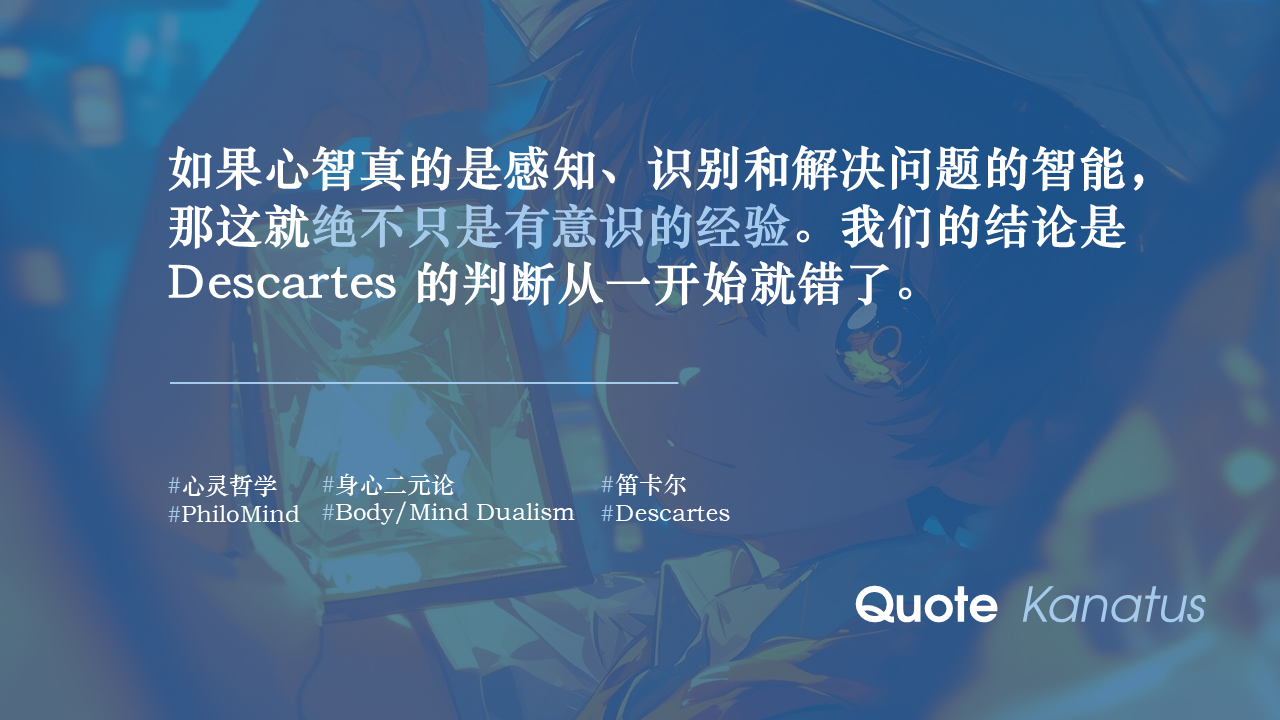 如果心智真的是感知、识别和解决问题的智能，
那这就绝不只是有意识的经验。我们的结论是
Descartes 的判断从一开始就错了。
#心灵哲学 #身心二元论 #笛卡尔
#PhiloMind #Body/Mind Dualism #Descartes
Quote Kanatus